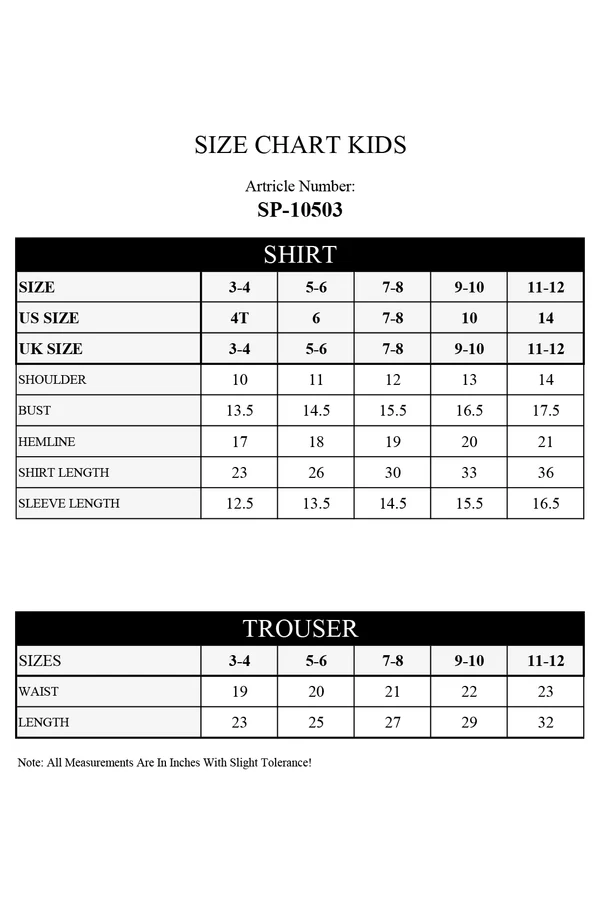 SIZE CHART KIDS
Artricle Number:
SP-10503
SHIRT
SIZE 3-4 5-6 7-8 9-10 11-12
US SIZE 4T 6 7-8 10 14
UK SIZE 3-4 5-6 7-8 9-10 11-12
SHOULDER 10 11 12 13 14
BUST 13.5 14.5 15.5 16.5 17.5
HEMLINE 17 18 19 20 21
SHIRT LENGTH 23 26 30 33 36
SLEEVE LENGTH 12.5 13.5 14.5 15.5 16.5
TROUSER
SIZES 3-4 5-6 7-8 9-10 11-12
WAIST 19 20 21 22 23
LENGTH 23 25 27 29 32
Note: All Measurements Are In Inches With Slight Tolerance!